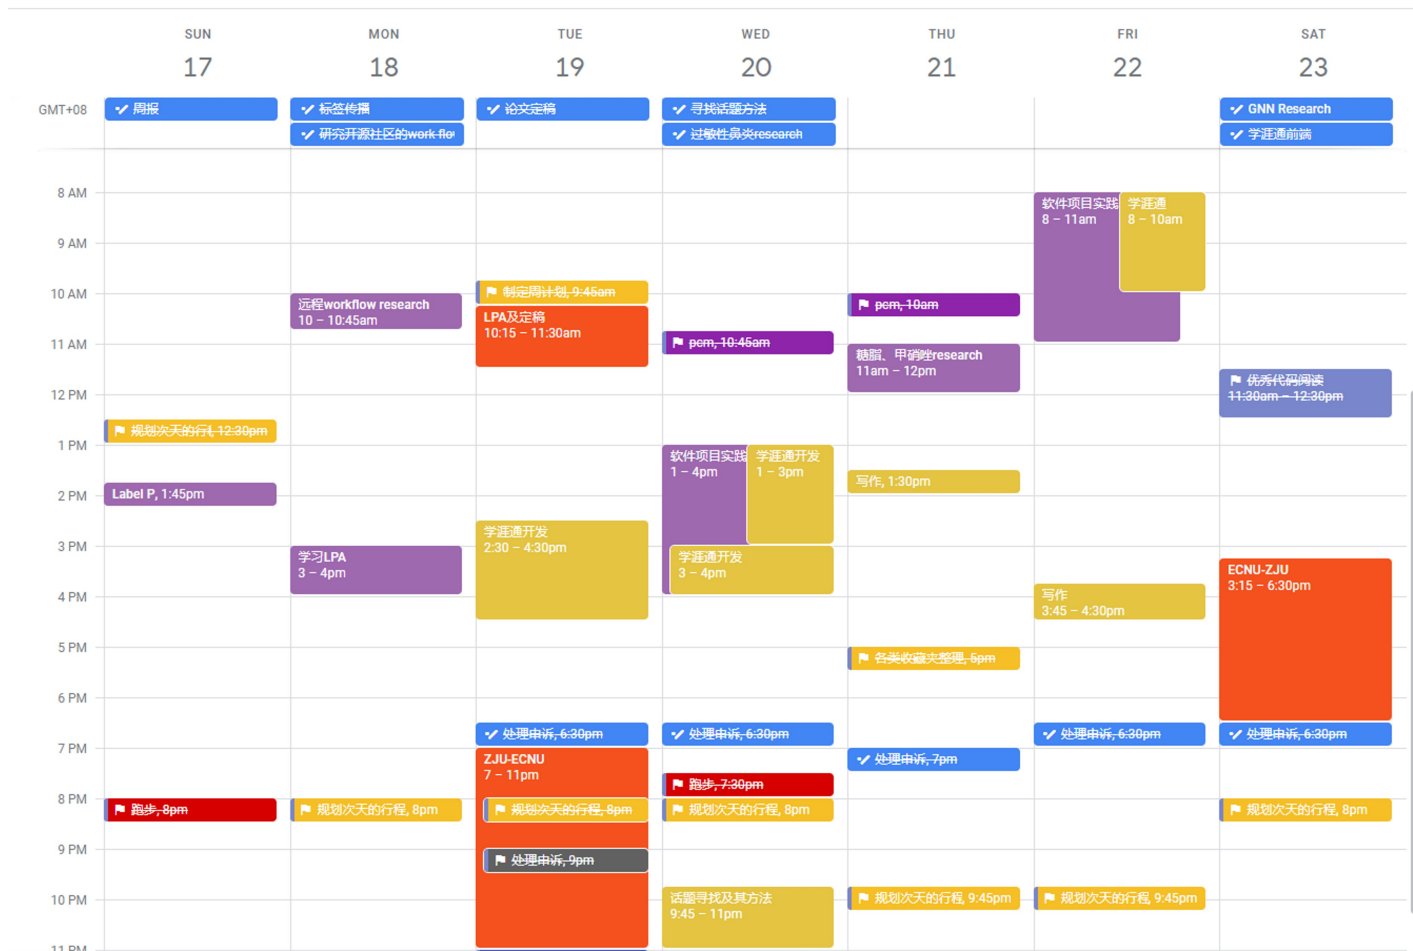 SUN
17
MON
18
TUE
19
WED
20
THU
21
FRI
22
SAT
23
GMT+08
周报
标签传播
论文定稿
寻找话题方法
GNN Research
研究开源社区的work flo
过敏性鼻炎research
学涯通前端
8 AM
9 AM
10 AM
11 AM
12 PM
1 PM
2 PM
3 PM
4 PM
5 PM
6 PM
7 PM
8 PM
9 PM
10 PM
11 PM
规划次天的行 12:30pm
Label P, 1:45pm
跑步, 8pm
远程workflow research
10 – 10:45am
学习LPA
3 – 4pm
规划次天的行程, 8pm
制定周计划, 9:45am
LPA及定稿
10:15 – 11:30am
学涯通开发
2:30 – 4:30pm
处理申诉, 6:30pm
ZJU-ECNU
7 – 11pm
规划次天的行程, 8pm
处理申诉, 9pm
pcm, 10:45am
软件项目实践
1 – 4pm
学涯通开发
1 – 3pm
学涯通开发
3 – 4pm
处理申诉, 6:30pm
跑步, 7:30pm
规划次天的行程, 8pm
话题寻找及其方法
9:45 – 11pm
pcm, 10am
糖脂、甲硝唑research
11am – 12pm
写作, 1:30pm
各类收藏夹整理, 5pm
处理申诉, 7pm
规划次天的行程, 9:45pm
软件项目实践
8 – 11am
学涯通
8 – 10am
写作
3:45 – 4:30pm
处理申诉, 6:30pm
规划次天的行程, 9:45pm
优秀代码阅读
11:30am – 12:30pm
ECNU-ZJU
3:15 – 6:30pm
处理申诉, 6:30pm
规划次天的行程, 8pm